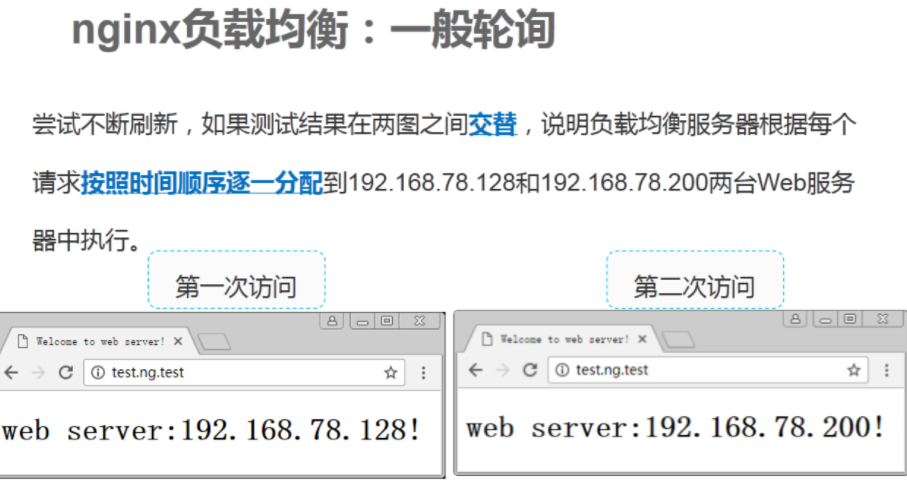 nginx负载均衡：一般轮询
尝试不断刷新，如果测试结果在两图之间交替，说明负载均衡服务器根据每个
请求按照时间顺序逐一分配到192.168.78.128和192.168.78.200两台Web服务
器中执行。
第一次访问
第二次访问
Welcome to web server!
test.ng.test
web server:192.168.78.128!
Welcome to web server!
test.ng.test
web server:192.168.78.200!